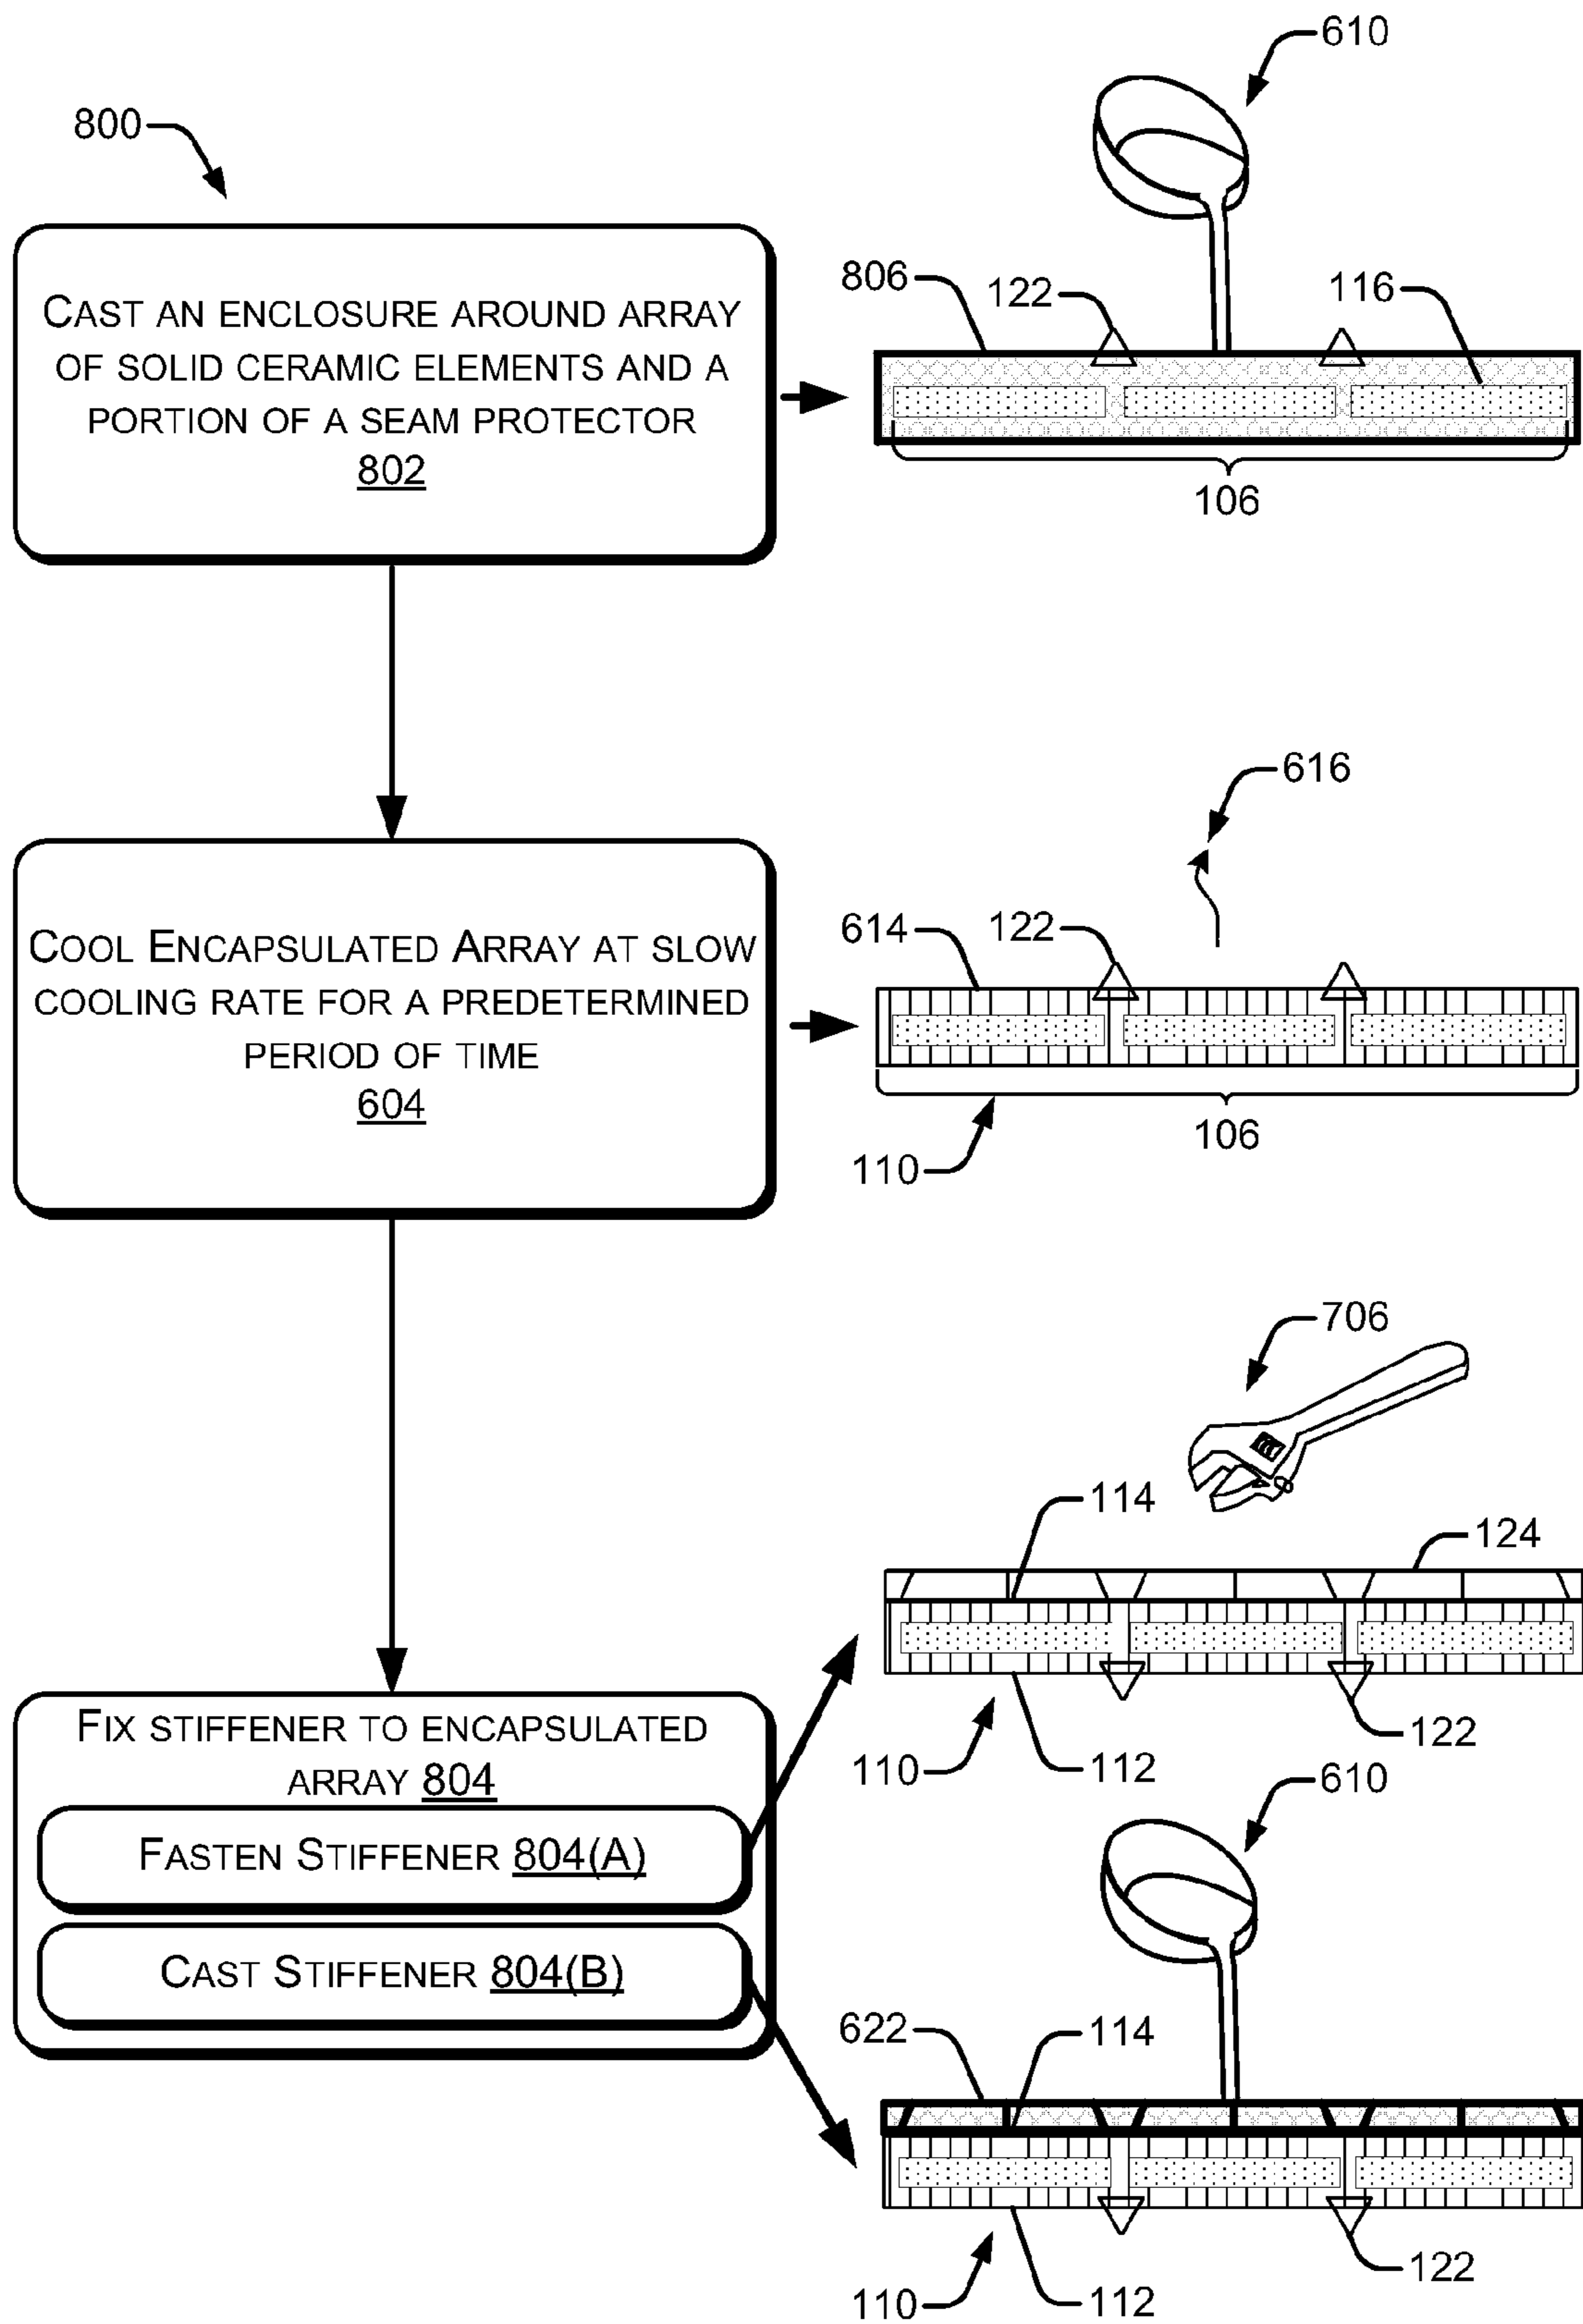 610
800
806
122
116
CAST AN ENCLOSURE AROUND ARRAY
OF SOLID CERAMIC ELEMENTS AND A
PORTION OF A SEAM PROTECTOR
802
106
616
614
122
COOL ENCAPSULATED ARRAY AT SLOW
COOLING RATE FOR A PREDETERMINED
PERIOD OF TIME
604
106
110
706
114
124
FIX STIFFENER TO ENCAPSULATED
ARRAY 804
122
110
112
610
FASTEN STIFFENER 804(A)
CAST STIFFENER 804(B)
622
114
122
110
112